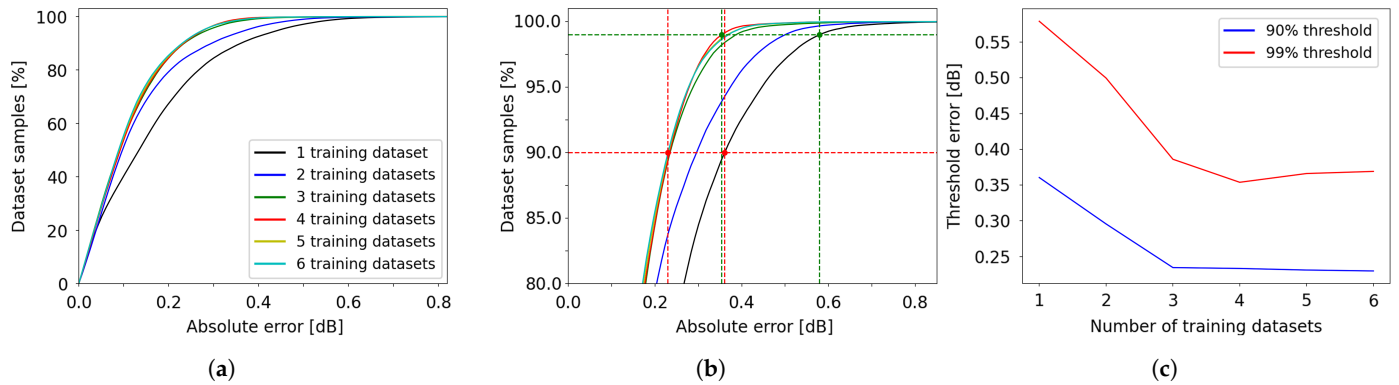 Dataset samples [%]
100
80
60
40
20
0
0.0 0.2 0.4 0.6 0.8
Absolute error [dB]
1 training dataset
2 training datasets
3 training datasets
4 training datasets
5 training datasets
6 training datasets
(a)
Dataset samples [%]
100.0
95.0
90.0
85.0
80.0
0.0 0.2 0.4 0.6 0.8
Absolute error [dB]
(b)
Threshold error [dB]
0.55
0.50
0.45
0.40
0.35
0.30
0.25
1 2 3 4 5 6
Number of training datasets
90% threshold
99% threshold
(c)